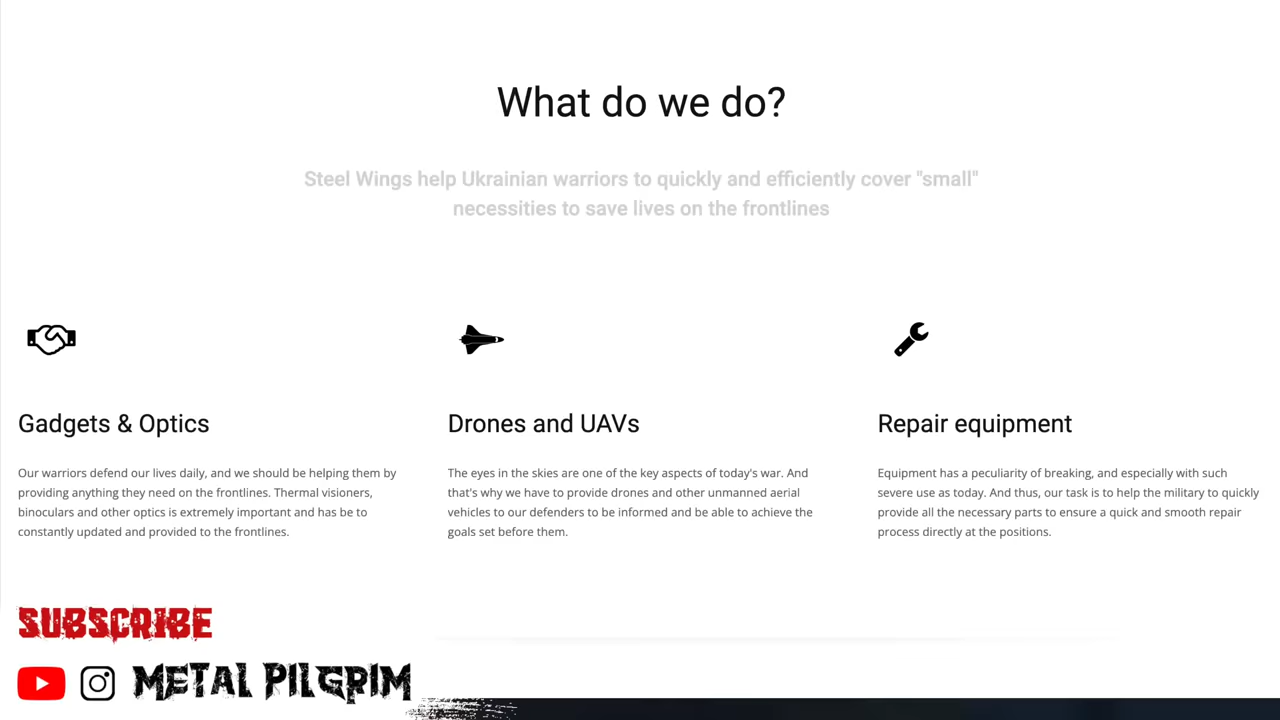 What do we do?
Steel Wings help Ukrainian warriors to quickly and efficiently cover "small"
necessities to save lives on the frontlines
Gadgets & Optics
Our warriors defend our lives daily, and we should be helping them by
providing anything they need on the frontlines. Thermal visioners,
binoculars and other optics is extremely important and has be to
constantly updated and provided to the frontlines.
Drones and UAVs
The eyes in the skies are one of the key aspects of today's war. And
that's why we have to provide drones and other unmanned aerial
vehicles to our defenders to be informed and be able to achieve the
goals set before them.
Repair equipment
Equipment has a peculiarity of breaking, and especially with such
severe use as today. And thus, our task is to help the military to quickly
provide all the necessary parts to ensure a quick and smooth repair
process directly at the positions.
SUBSCRIBE
METAL PILGRIM